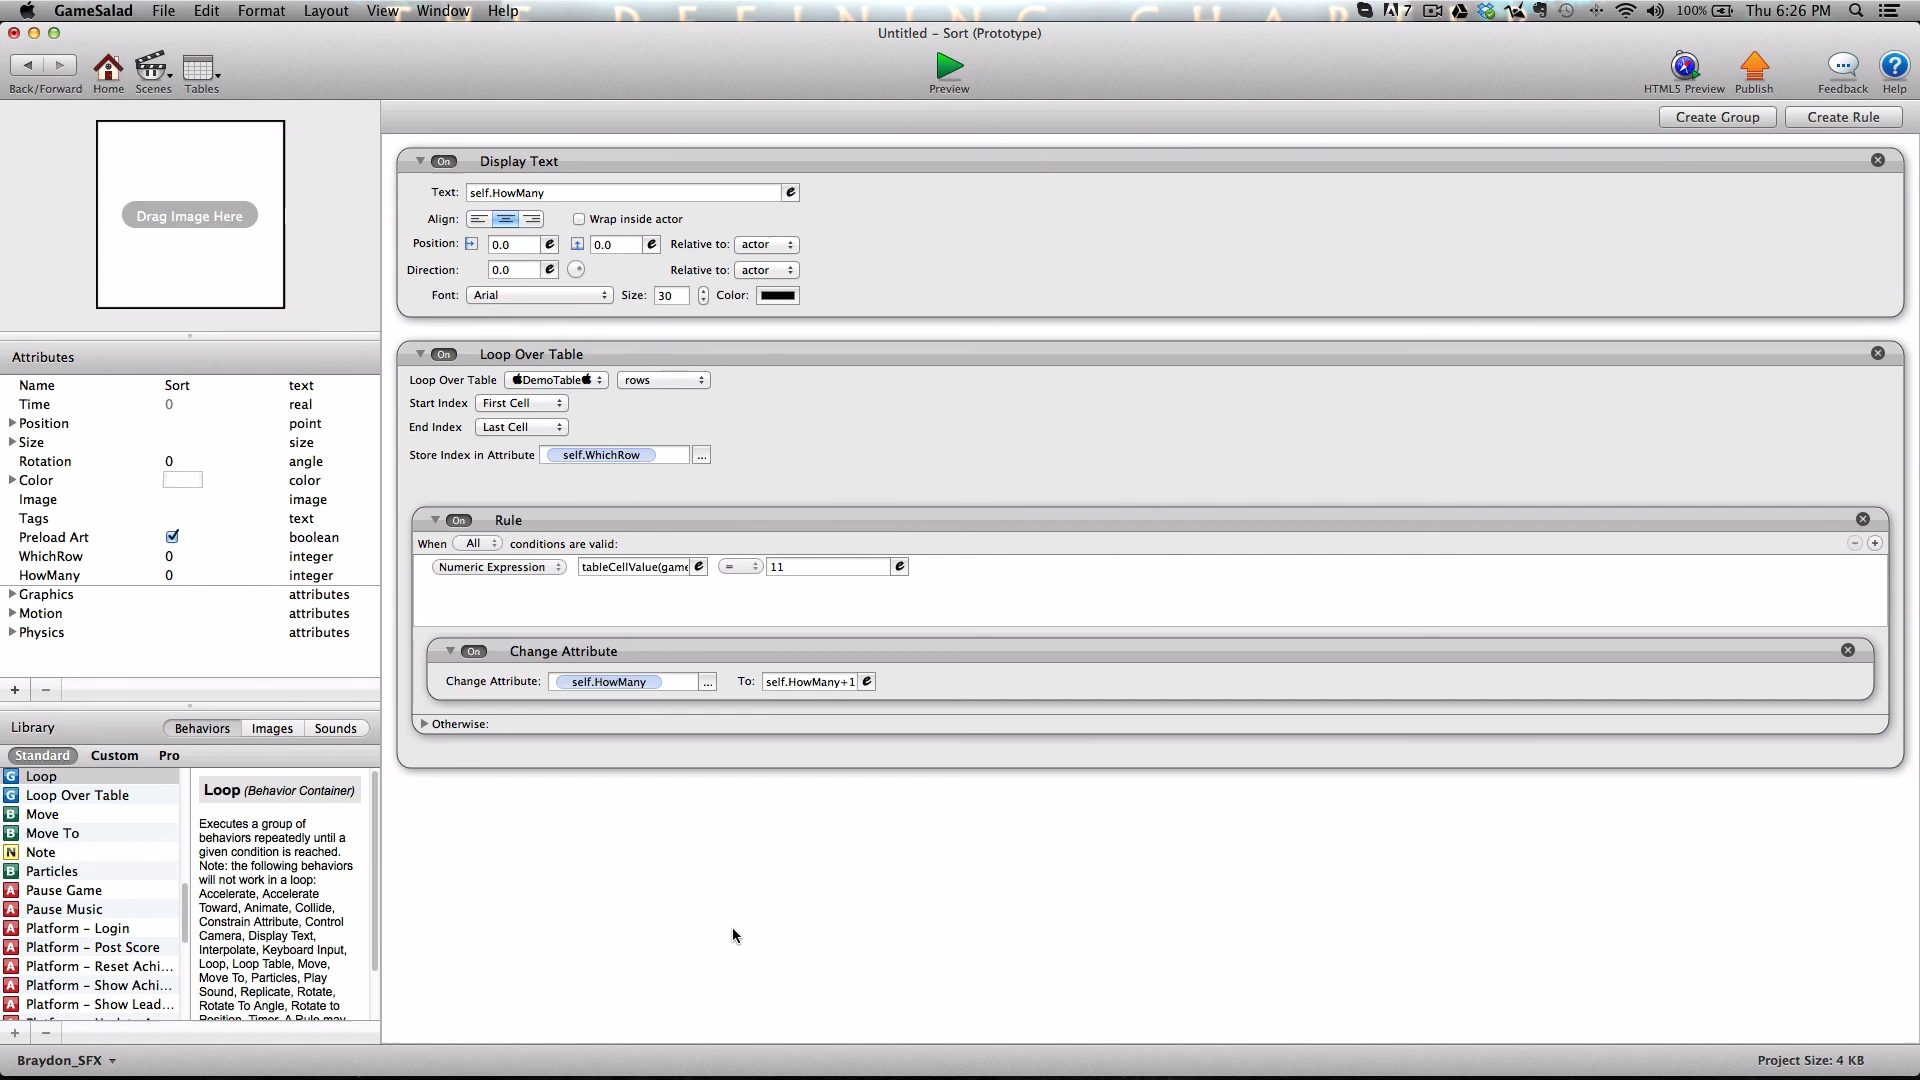 GameSalad File Edit Format Layout View Window Help
7 100% Thu 6:26 PM
Untitled – Sort (Prototype)
Back/Forward Home Scenes Tables Preview HTML5 Preview Publish Feedback Help
Create Group Create Rule
Drag Image Here
On Display Text
Text: self.HowMany e
Align: Wrap inside actor
Position: 0.0 e 0.0 e Relative to: actor
Direction: 0.0 e Relative to: actor
Font: Arial Size: 30 Color:
On Loop Over Table
Loop Over Table DemoTable rows
Start Index First Cell
End Index Last Cell
Store Index in Attribute self.WhichRow ...
On Rule
When All conditions are valid:
Numeric Expression tableCellValue(game e = 11 e
On Change Attribute
Change Attribute: self.HowMany ... To: self.HowMany+1 e
Otherwise:
Attributes
Name Sort text
Time 0 real
Position point
Size size
Rotation 0 angle
Color color
Image image
Tags text
Preload Art boolean
WhichRow 0 integer
HowMany 0 integer
Graphics attributes
Motion attributes
Physics attributes
Library Behaviors Images Sounds
Standard Custom Pro
G Loop
G Loop Over Table
B Move
B Move To
N Note
B Particles
A Pause Game
A Pause Music
A Platform – Login
A Platform – Post Score
A Platform – Reset Achi...
A Platform – Show Achi...
A Platform – Show Lead...
Loop (Behavior Container)
Executes a group of
behaviors repeatedly until a
given condition is reached.
Note: the following behaviors
will not work in a loop:
Accelerate, Accelerate
Toward, Animate, Collide,
Constrain Attribute, Control
Camera, Display Text,
Interpolate, Keyboard Input,
Loop, Loop Table, Move,
Move To, Particles, Play
Sound, Replicate, Rotate,
Rotate To Angle, Rotate to
Position, Timer. A Rule may
Braydon_SFX
Project Size: 4 KB